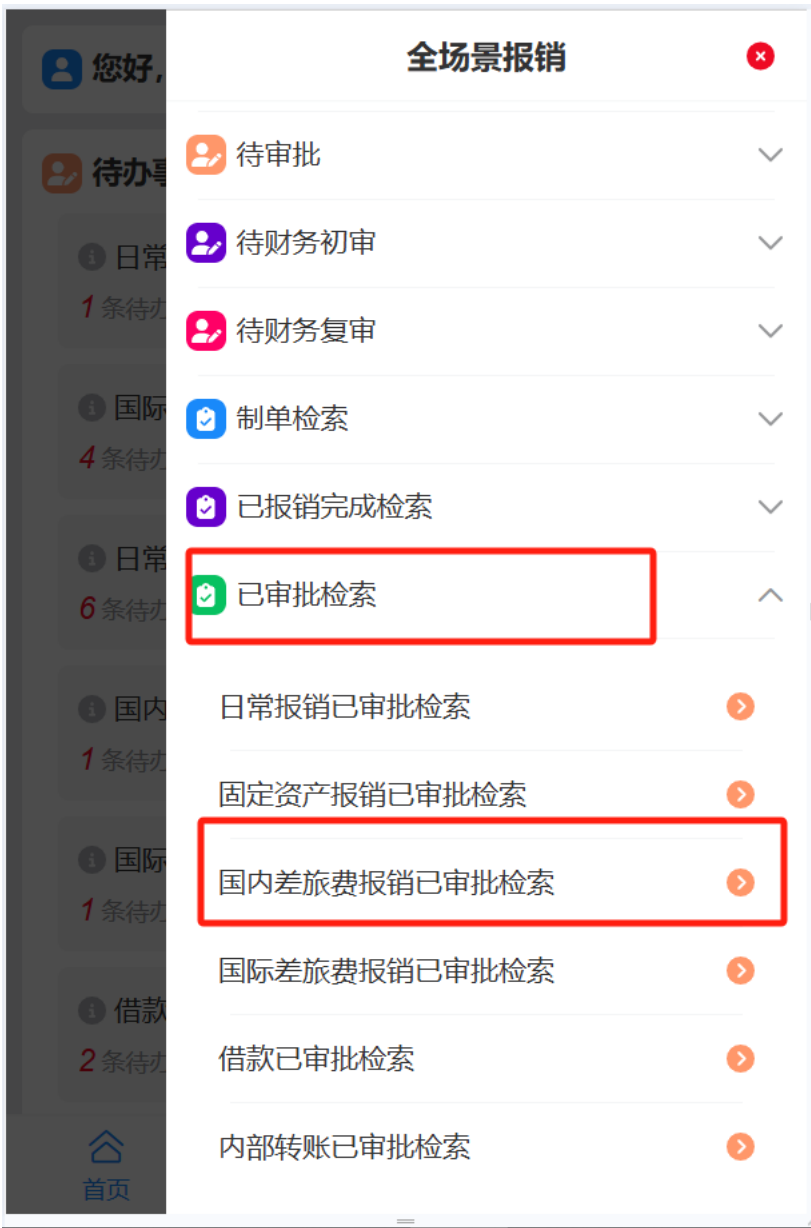 全场景报销
您好,
待办事
日常
1 条待办
国际
4 条待办
日常
6 条待办
国内
1 条待办
国际
1 条待办
借款
2 条待办
首页
待审批
待财务初审
待财务复审
制单检索
已报销完成检索
已审批检索
日常报销已审批检索
固定资产报销已审批检索
国内差旅费报销已审批检索
国际差旅费报销已审批检索
借款已审批检索
内部转账已审批检索